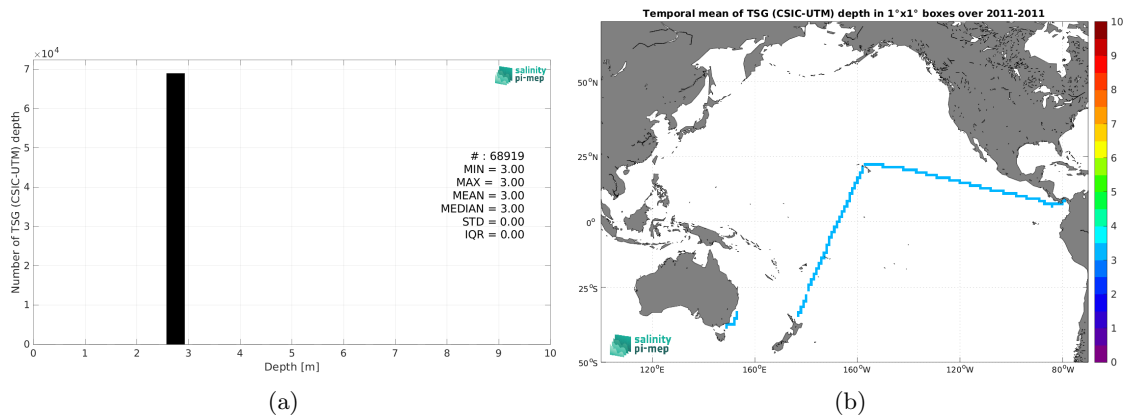 ×10⁴
7
6
5
4
3
2
1
0
Number of TSG (CSIC-UTM) depth
salinity
pi-mep
# : 68919
MIN = 3.00
MAX = 3.00
MEAN = 3.00
MEDIAN = 3.00
STD = 0.00
IQR = 0.00
0 1 2 3 4 5 6 7 8 9 10
Depth [m]
(a)
Temporal mean of TSG (CSIC-UTM) depth in 1°x1° boxes over 2011-2011
50°N
25°N
0°
25°S
50°S
salinity
pi-mep
120°E 160°E 160°W 120°W 80°W
10
9
8
7
6
5
4
3
2
1
0
(b)